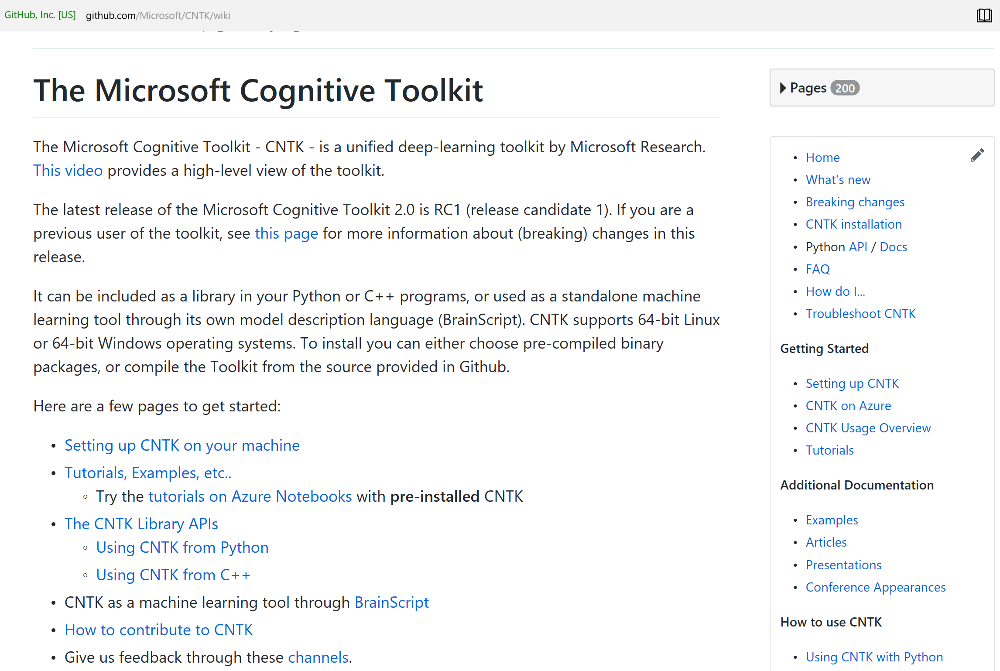 GitHub, Inc. [US] github.com/Microsoft/CNTK/wiki
The Microsoft Cognitive Toolkit
The Microsoft Cognitive Toolkit - CNTK - is a unified deep-learning toolkit by Microsoft Research.
This video provides a high-level view of the toolkit.
The latest release of the Microsoft Cognitive Toolkit 2.0 is RC1 (release candidate 1). If you are a
previous user of the toolkit, see this page for more information about (breaking) changes in this
release.
It can be included as a library in your Python or C++ programs, or used as a standalone machine
learning tool through its own model description language (BrainScript). CNTK supports 64-bit Linux
or 64-bit Windows operating systems. To install you can either choose pre-compiled binary
packages, or compile the Toolkit from the source provided in Github.
Here are a few pages to get started:
• Setting up CNTK on your machine
• Tutorials, Examples, etc..
◦ Try the tutorials on Azure Notebooks with pre-installed CNTK
• The CNTK Library APIs
◦ Using CNTK from Python
◦ Using CNTK from C++
• CNTK as a machine learning tool through BrainScript
• How to contribute to CNTK
• Give us feedback through these channels.
Pages 200
• Home
• What's new
• Breaking changes
• CNTK installation
• Python API / Docs
• FAQ
• How do I...
• Troubleshoot CNTK
Getting Started
• Setting up CNTK
• CNTK on Azure
• CNTK Usage Overview
• Tutorials
Additional Documentation
• Examples
• Articles
• Presentations
• Conference Appearances
How to use CNTK
• Using CNTK with Python